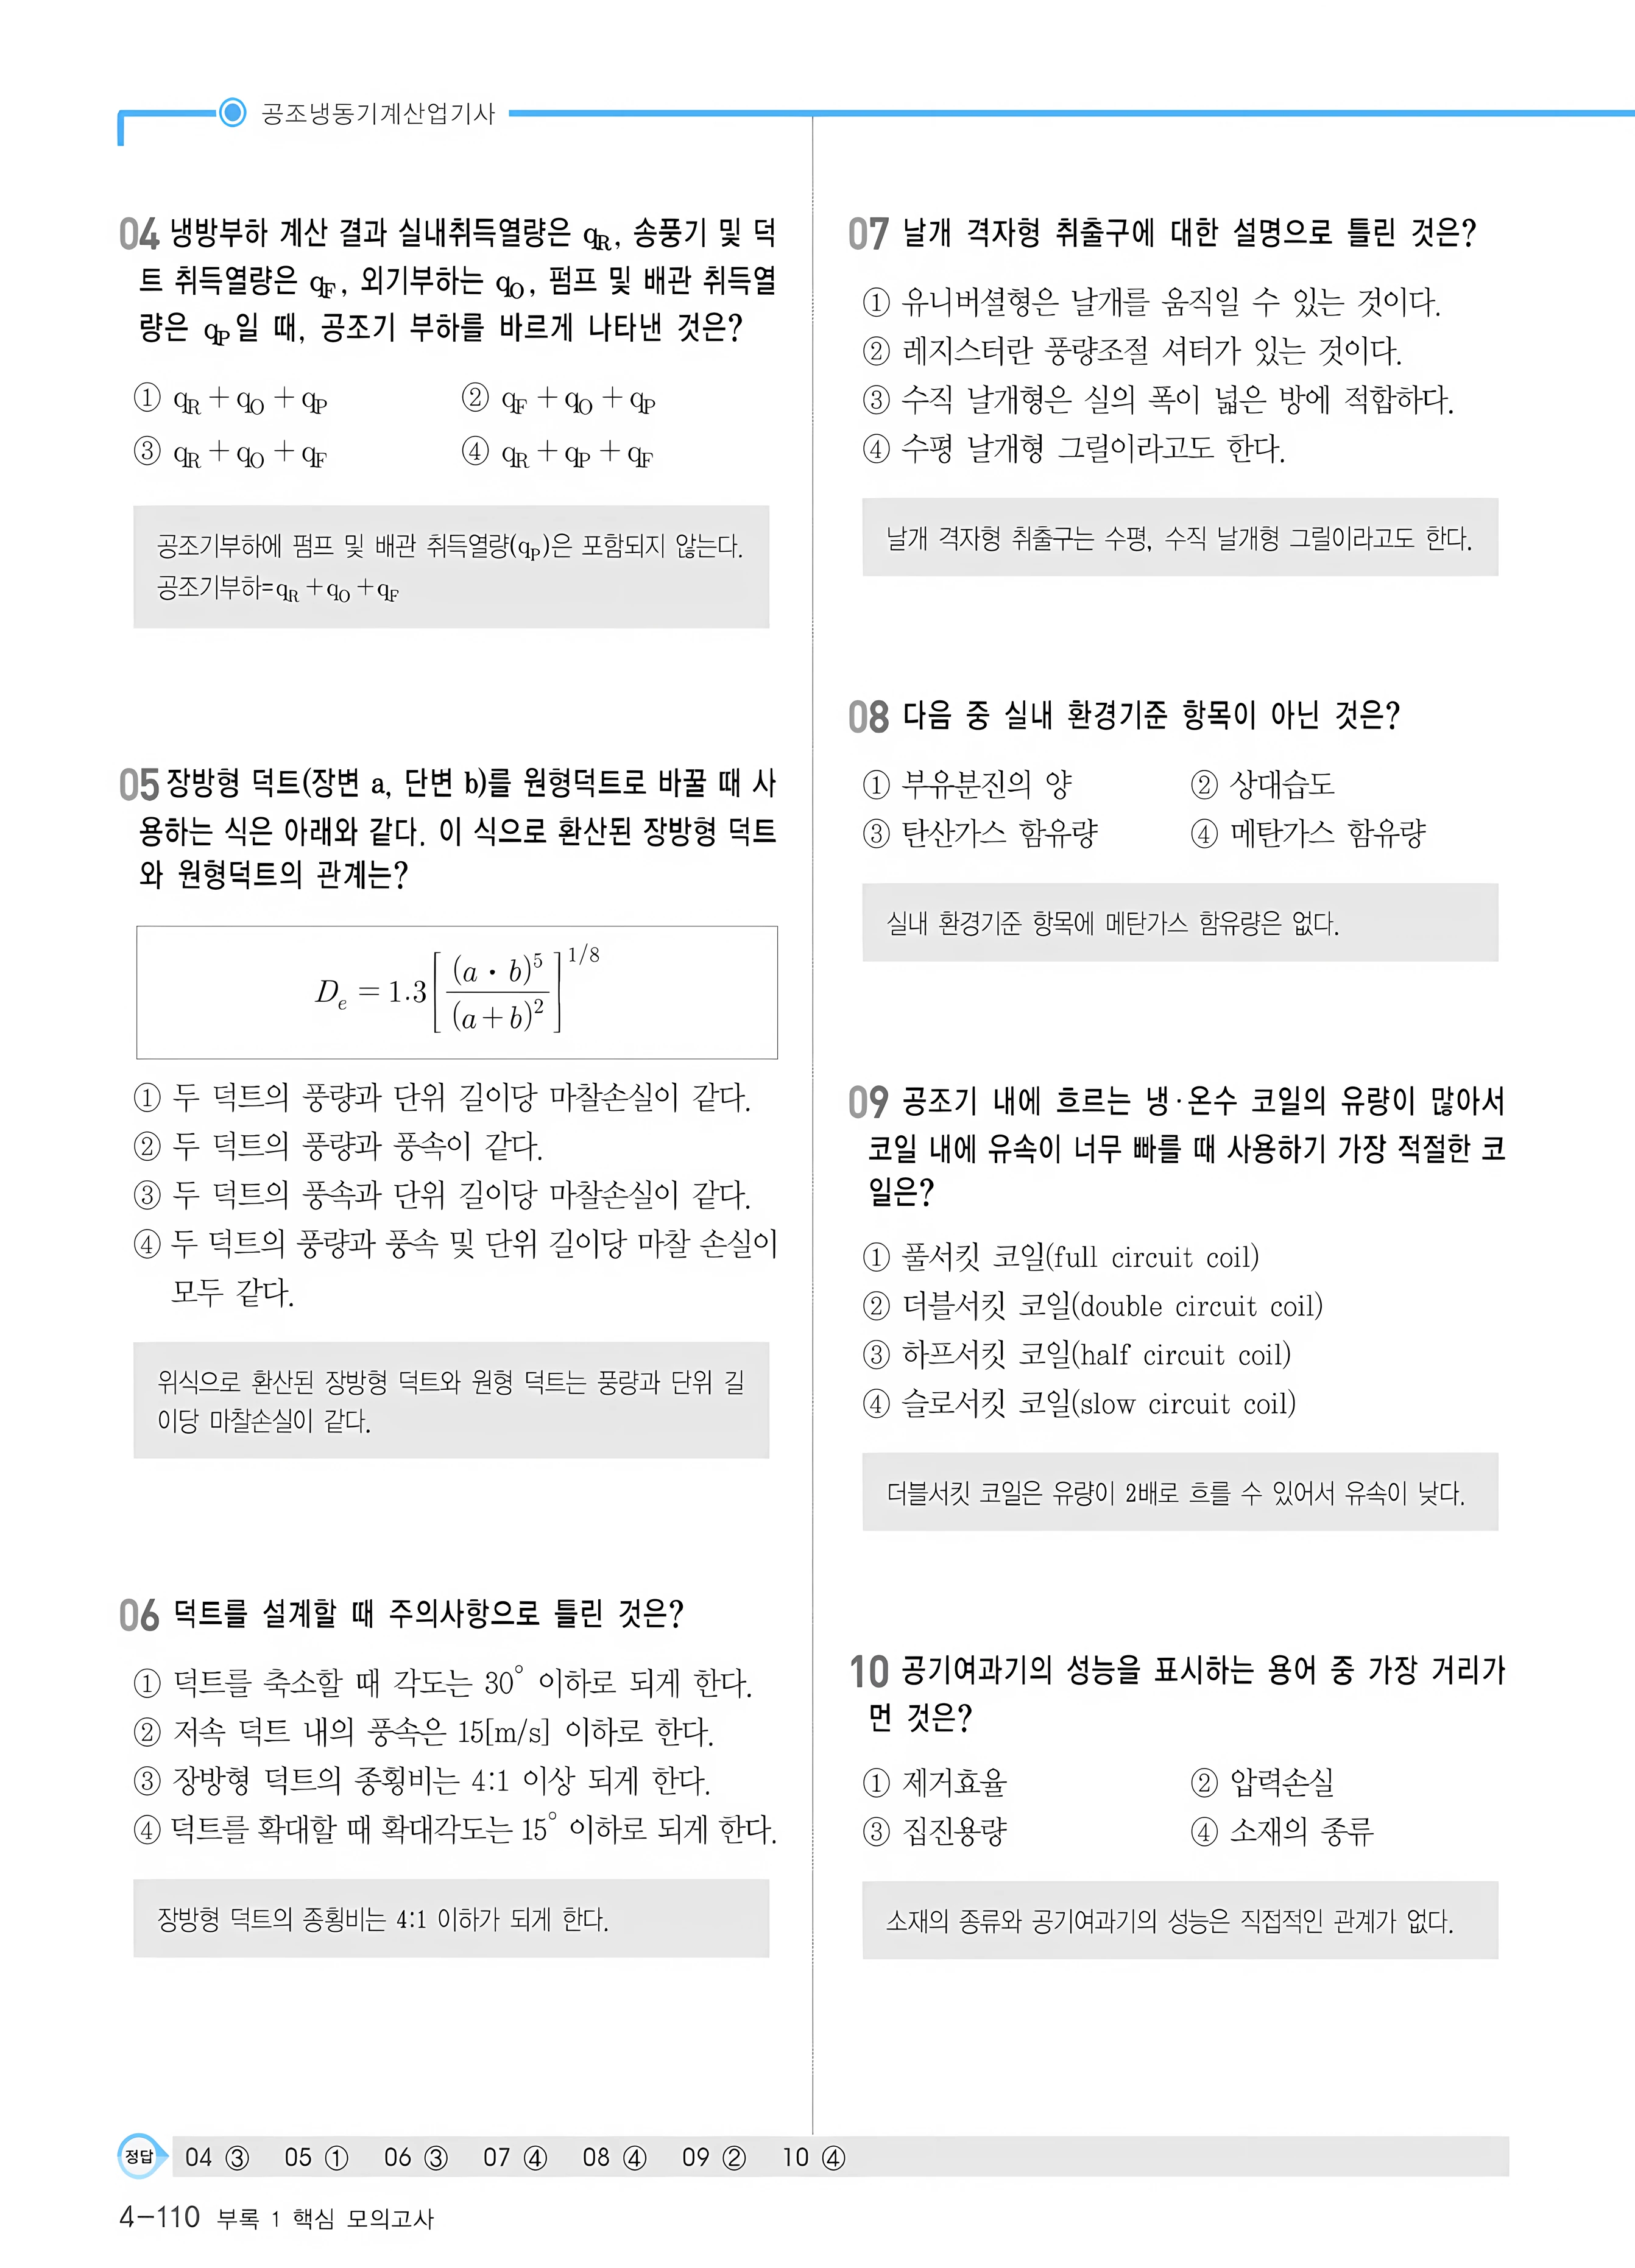 공조냉동기계산업기사
04 냉방부하 계산 결과 실내취득열량은 qR, 송풍기 및 덕
트 취득열량은 qF, 외기부하는 qO, 펌프 및 배관 취득열
량은 qP일 때, 공조기 부하를 바르게 나타낸 것은?
① qR + qO + qP ② qF + qO + qP
③ qR + qO + qF ④ qR + qP + qF
공조기부하에 펌프 및 배관 취득열량(qP)은 포함되지 않는다.
공조기부하=qR + qO + qF
05 장방형 덕트(장변 a, 단변 b)를 원형덕트로 바꿀 때 사
용하는 식은 아래와 같다. 이 식으로 환산된 장방형 덕트
와 원형덕트의 관계는?
De = 1.3[(a · b)^5 / (a + b)^2]^1/8
① 두 덕트의 풍량과 단위 길이당 마찰손실이 같다.
② 두 덕트의 풍량과 풍속이 같다.
③ 두 덕트의 풍속과 단위 길이당 마찰손실이 같다.
④ 두 덕트의 풍량과 풍속 및 단위 길이당 마찰 손실이
모두 같다.
위식으로 환산된 장방형 덕트와 원형 덕트는 풍량과 단위 길
이당 마찰손실이 같다.
06 덕트를 설계할 때 주의사항으로 틀린 것은?
① 덕트를 축소할 때 각도는 30° 이하로 되게 한다.
② 저속 덕트 내의 풍속은 15[m/s] 이하로 한다.
③ 장방형 덕트의 종횡비는 4:1 이상 되게 한다.
④ 덕트를 확대할 때 확대각도는 15° 이하로 되게 한다.
장방형 덕트의 종횡비는 4:1 이하가 되게 한다.
07 날개 격자형 취출구에 대한 설명으로 틀린 것은?
① 유니버셜형은 날개를 움직일 수 있는 것이다.
② 레지스터란 풍량조절 셔터가 있는 것이다.
③ 수직 날개형은 실의 폭이 넓은 방에 적합하다.
④ 수평 날개형 그릴이라고도 한다.
날개 격자형 취출구는 수평, 수직 날개형 그릴이라고도 한다.
08 다음 중 실내 환경기준 항목이 아닌 것은?
① 부유분진의 양 ② 상대습도
③ 탄산가스 함유량 ④ 메탄가스 함유량
실내 환경기준 항목에 메탄가스 함유량은 없다.
09 공조기 내에 흐르는 냉·온수 코일의 유량이 많아서
코일 내에 유속이 너무 빠를 때 사용하기 가장 적절한 코
일은?
① 풀서킷 코일(full circuit coil)
② 더블서킷 코일(double circuit coil)
③ 하프서킷 코일(half circuit coil)
④ 슬로서킷 코일(slow circuit coil)
더블서킷 코일은 유량이 2배로 흐를 수 있어서 유속이 낮다.
10 공기여과기의 성능을 표시하는 용어 중 가장 거리가
먼 것은?
① 제거효율 ② 압력손실
③ 집진용량 ④ 소재의 종류
소재의 종류와 공기여과기의 성능은 직접적인 관계가 없다.
정답 04 ③ 05 ① 06 ③ 07 ④ 08 ④ 09 ② 10 ④
4-110 부록 1 핵심 모의고사